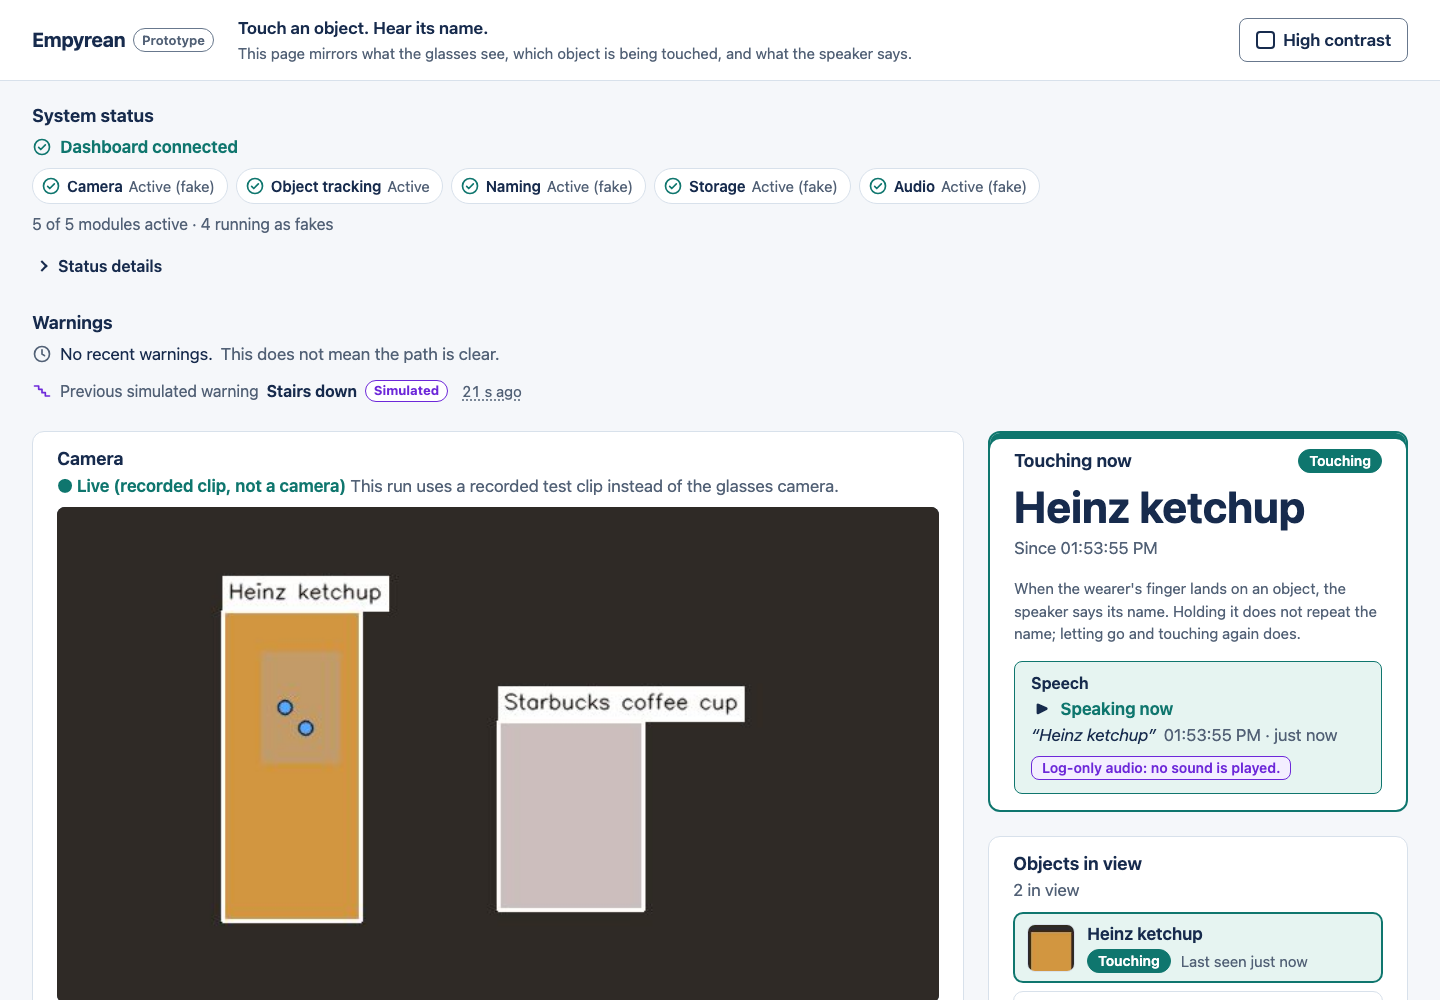 Empyrean Prototype
Touch an object. Hear its name.
This page mirrors what the glasses see, which object is being touched, and what the speaker says.
High contrast
System status
Dashboard connected
Camera Active (fake)
Object tracking Active
Naming Active (fake)
Storage Active (fake)
Audio Active (fake)
5 of 5 modules active · 4 running as fakes
Status details
Warnings
No recent warnings. This does not mean the path is clear.
Previous simulated warning Stairs down Simulated 21 s ago
Camera
Live (recorded clip, not a camera) This run uses a recorded test clip instead of the glasses camera.
Heinz ketchup
Starbucks coffee cup
Touching now Touching
Heinz ketchup
Since 01:53:55 PM
When the wearer's finger lands on an object, the
speaker says its name. Holding it does not repeat the
name; letting go and touching again does.
Speech
Speaking now
“Heinz ketchup” 01:53:55 PM · just now
Log-only audio: no sound is played.
Objects in view
2 in view
Heinz ketchup
Touching Last seen just now